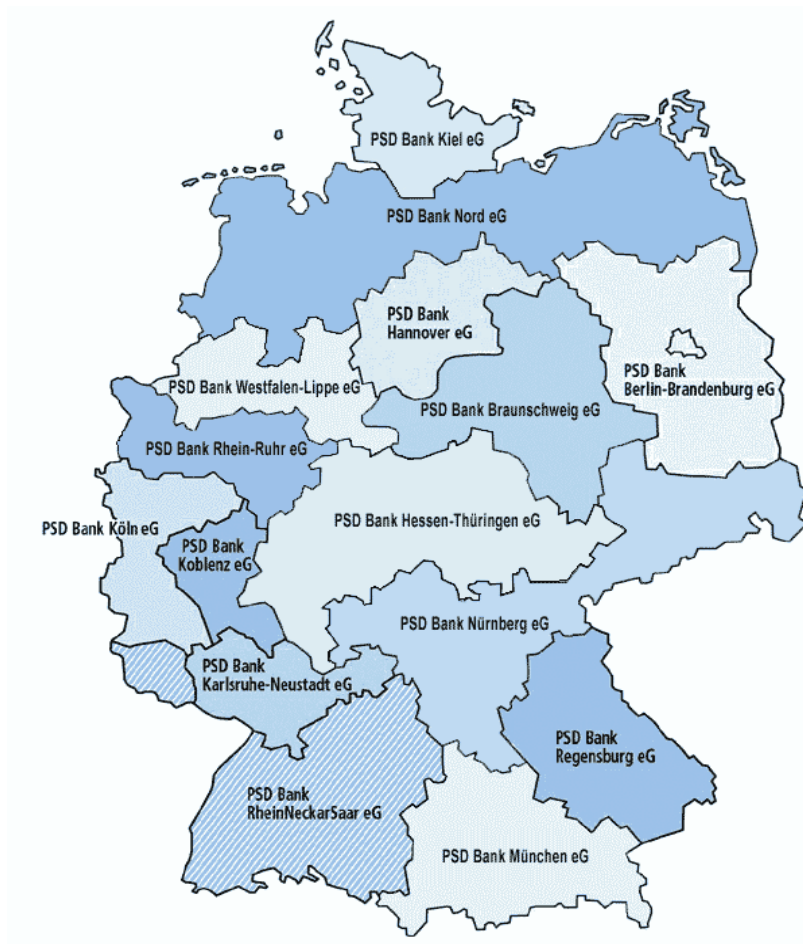 PSD Bank Kiel eG
PSD Bank Nord eG
PSD Bank
Hannover eG
PSD Bank
Berlin-Brandenburg eG
PSD Bank Westfalen-Lippe eG
PSD Bank Braunschweig eG
PSD Bank Rhein-Ruhr eG
PSD Bank Köln eG
PSD Bank Hessen-Thüringen eG
PSD Bank
Koblenz eG
PSD Bank Nürnberg eG
PSD Bank
Karlsruhe-Neustadt eG
PSD Bank
Regensburg eG
PSD Bank
RheinNeckarSaar eG
PSD Bank München eG